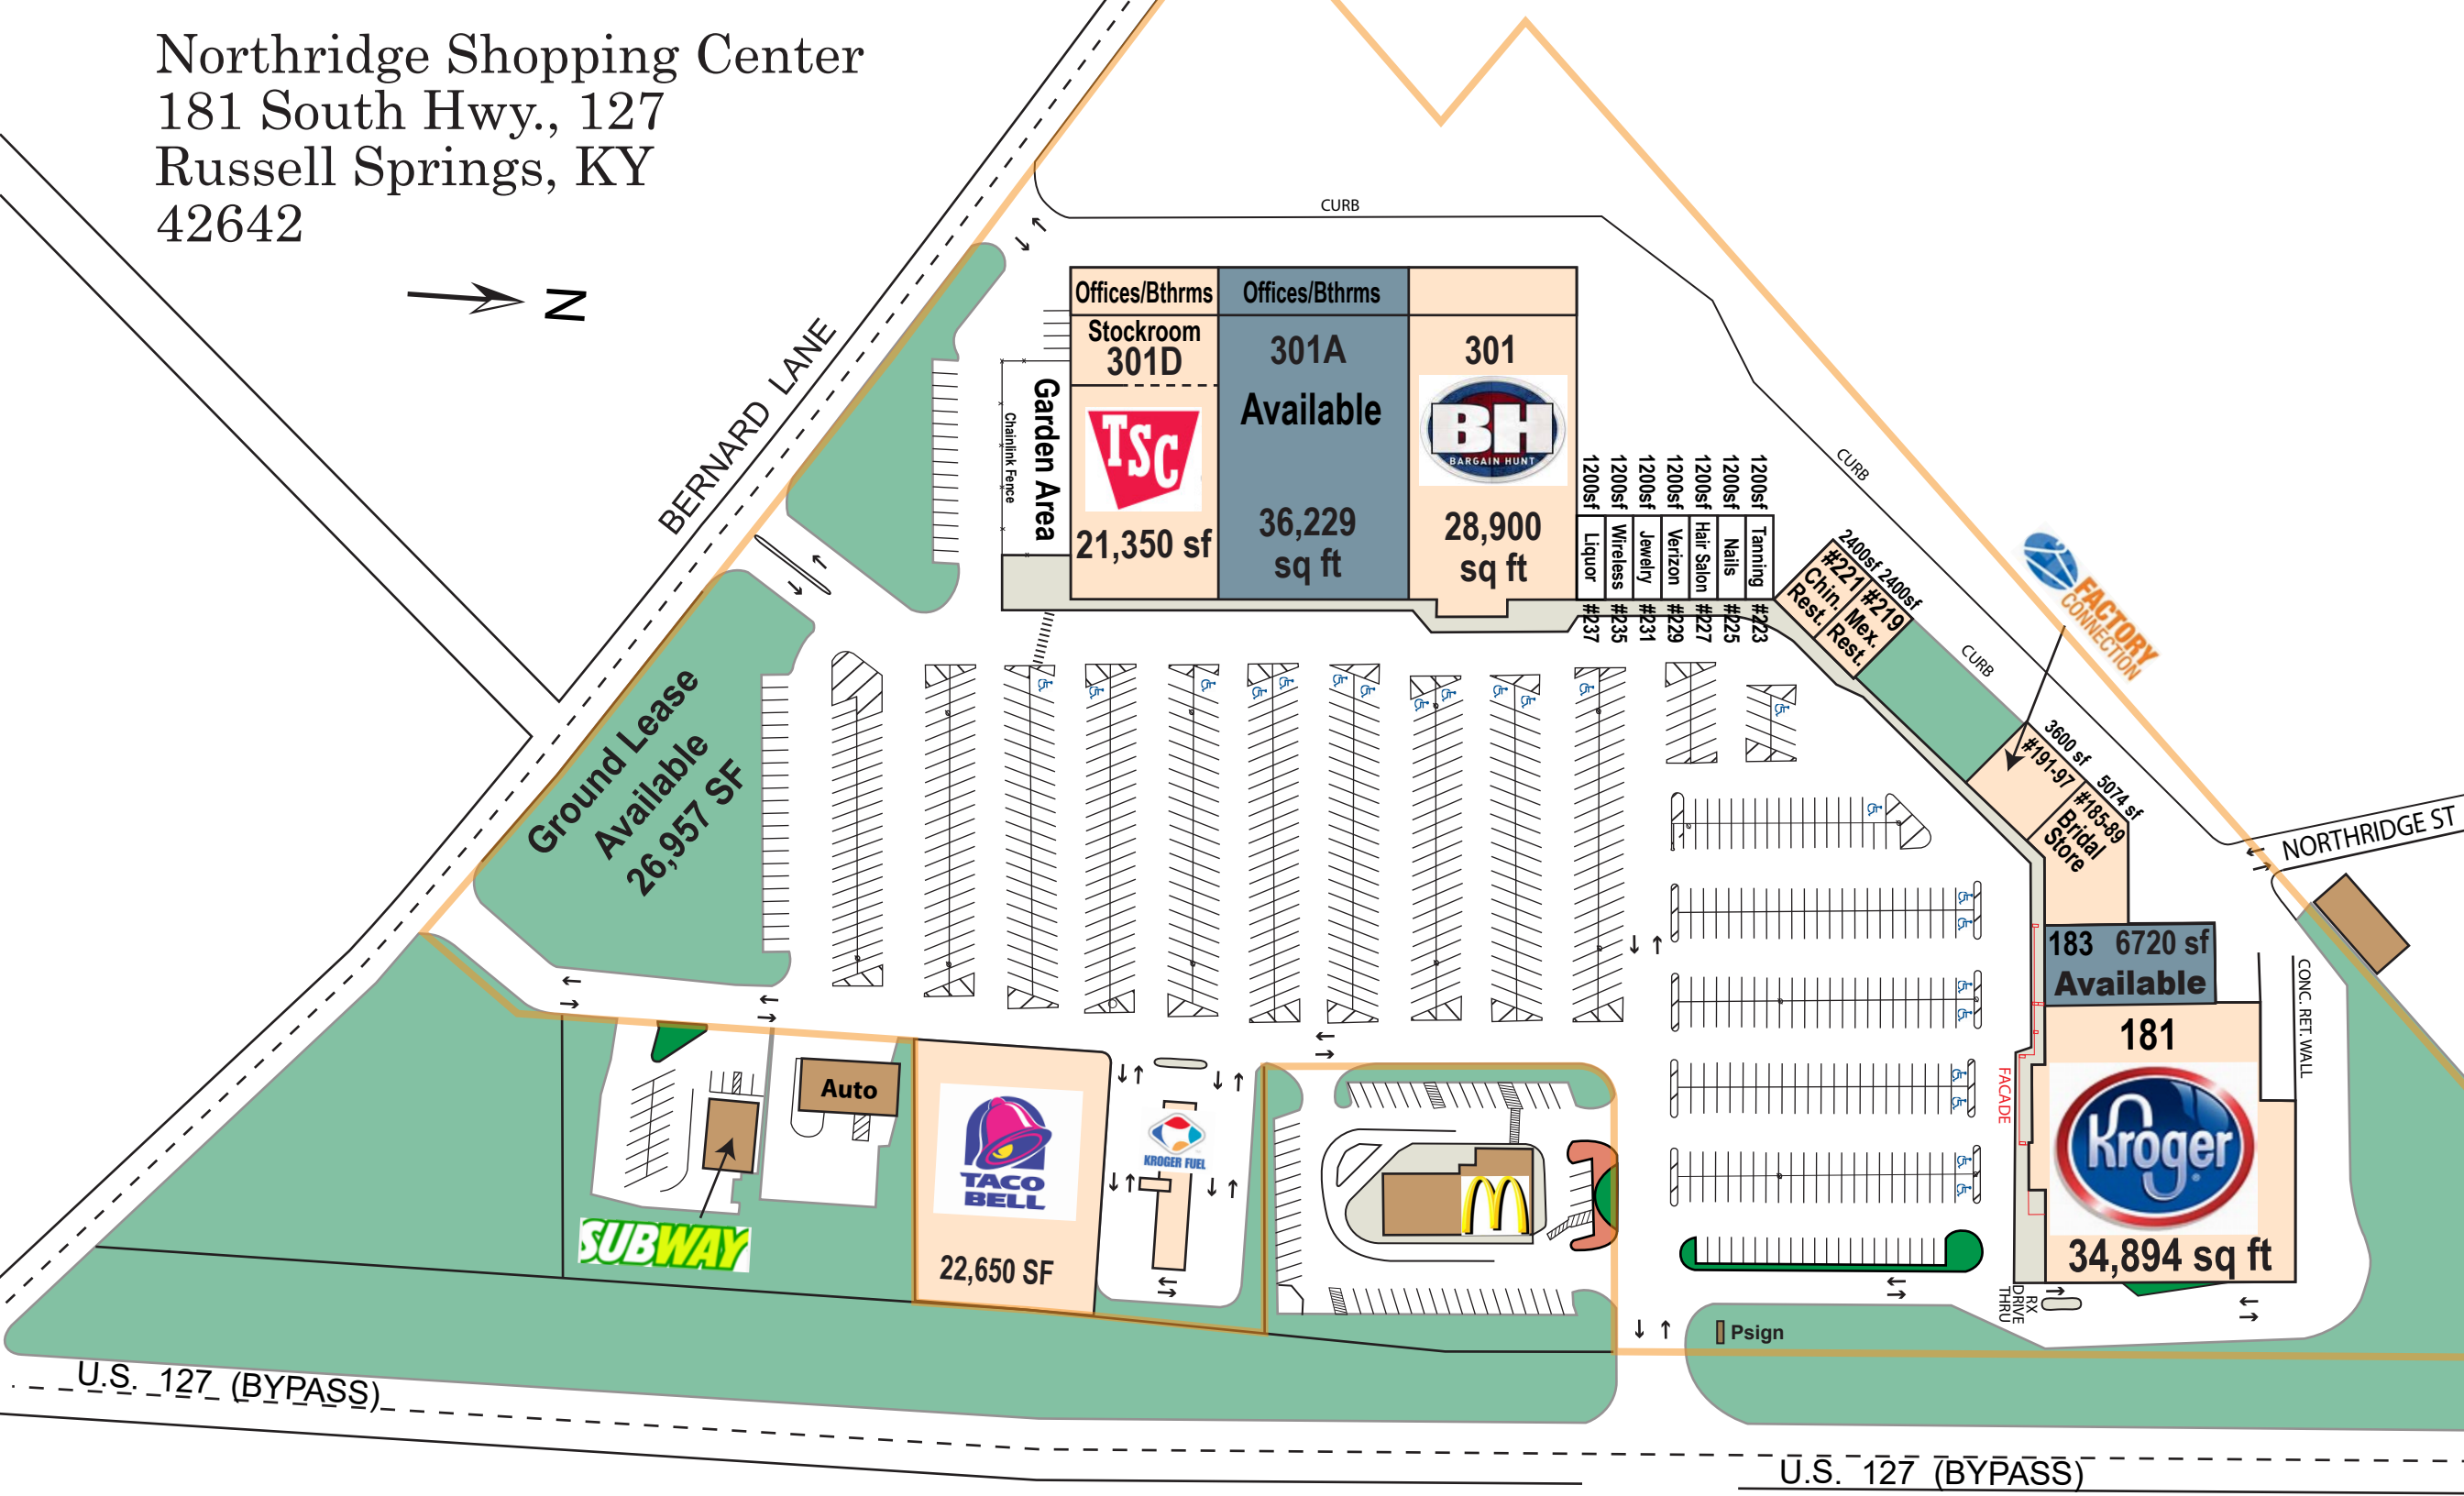 Northridge Shopping Center
181 South Hwy., 127
Russell Springs, KY
42642
N
BERNARD LANE
CURB
Offices/Bthrms
Stockroom
301D
TSC
21,350 sf
Garden Area
Chainlink Fence
Offices/Bthrms
301A
Available
36,229
sq ft
301
BH
BARGAIN HUNT
28,900
sq ft
1200sf
Liquor
#237
1200sf
Wireless
#235
1200sf
Jewelry
#231
1200sf
Verizon
#229
1200sf
Hair Salon
#227
1200sf
Nails
#225
1200sf
Tanning
#223
2400sf
#221
Chin.
Rest.
2400sf
#219
Mex.
Rest.
CURB
CURB
FACTORY
CONNECTION
3600 sf
#191-97
5074 sf
#185-89
Bridal
Store
NORTHRIDGE ST
183 6720 sf
Available
CONC. RET. WALL
181
Kroger
34,894 sq ft
FACADE
RX
DRIVE
THRU
Ground Lease
Available
26,957 SF
Auto
SUBWAY
TACO
BELL
22,650 SF
KROGER FUEL
M
Psign
U.S. 127 (BYPASS)
U.S. 127 (BYPASS)